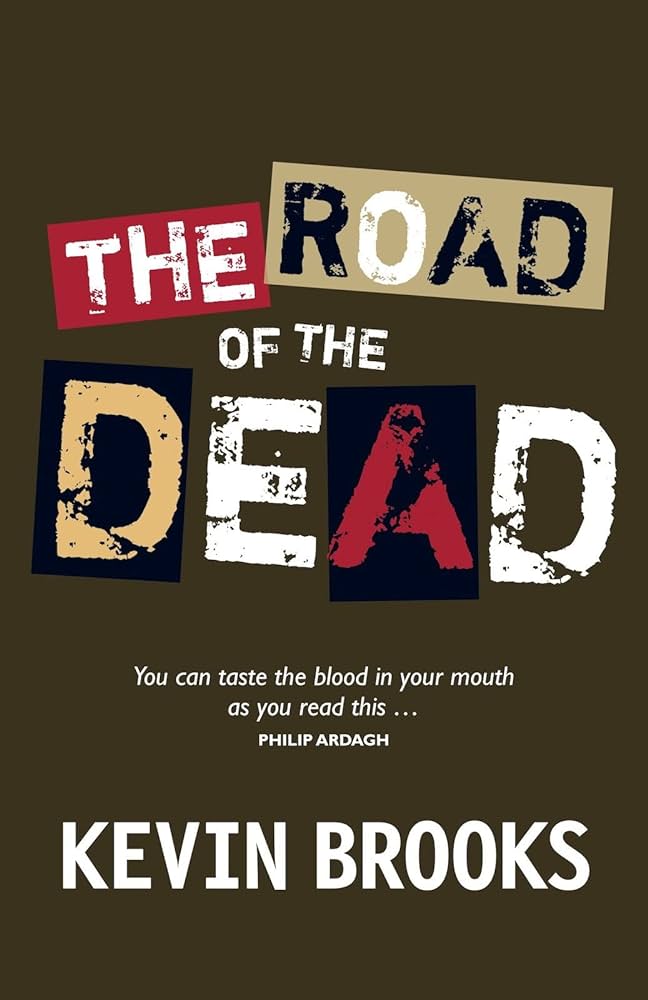 THE ROAD
OF THE
DEAD
You can taste the blood in your mouth
as you read this ...
PHILIP ARDAGH
KEVIN BROOKS